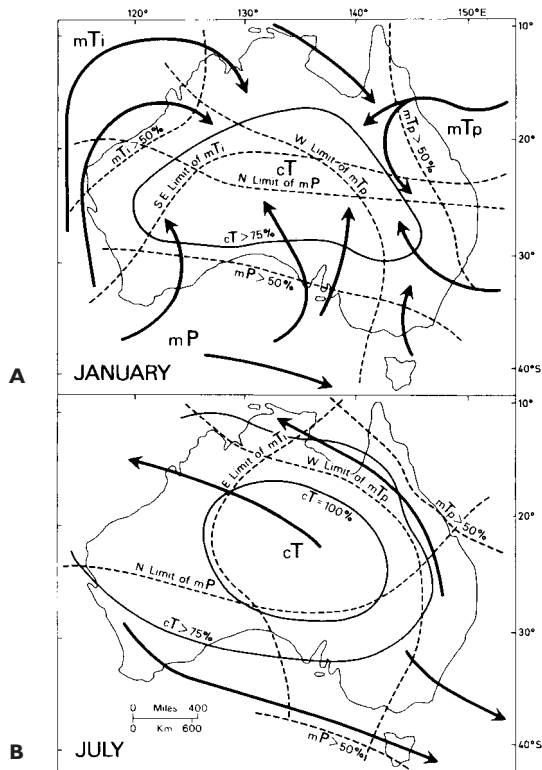 120° 130° 140° 150°E
10°
mTi
mTp
20°
mTi > 50%
S.E. Limit of mTi
W Limit of mTp
mTp > 50%
cT
N Limit of mP
cT > 75%
30°
mP > 50%
mP
40°S
A
JANUARY
10°
E Limit of mTi
W Limit of mTp
mTp > 50%
cT = 100%
20°
cT
N Limit of mP
cT > 75%
30°
0 Miles 400
0 Km 600
mP > 50%
40°S
B
JULY